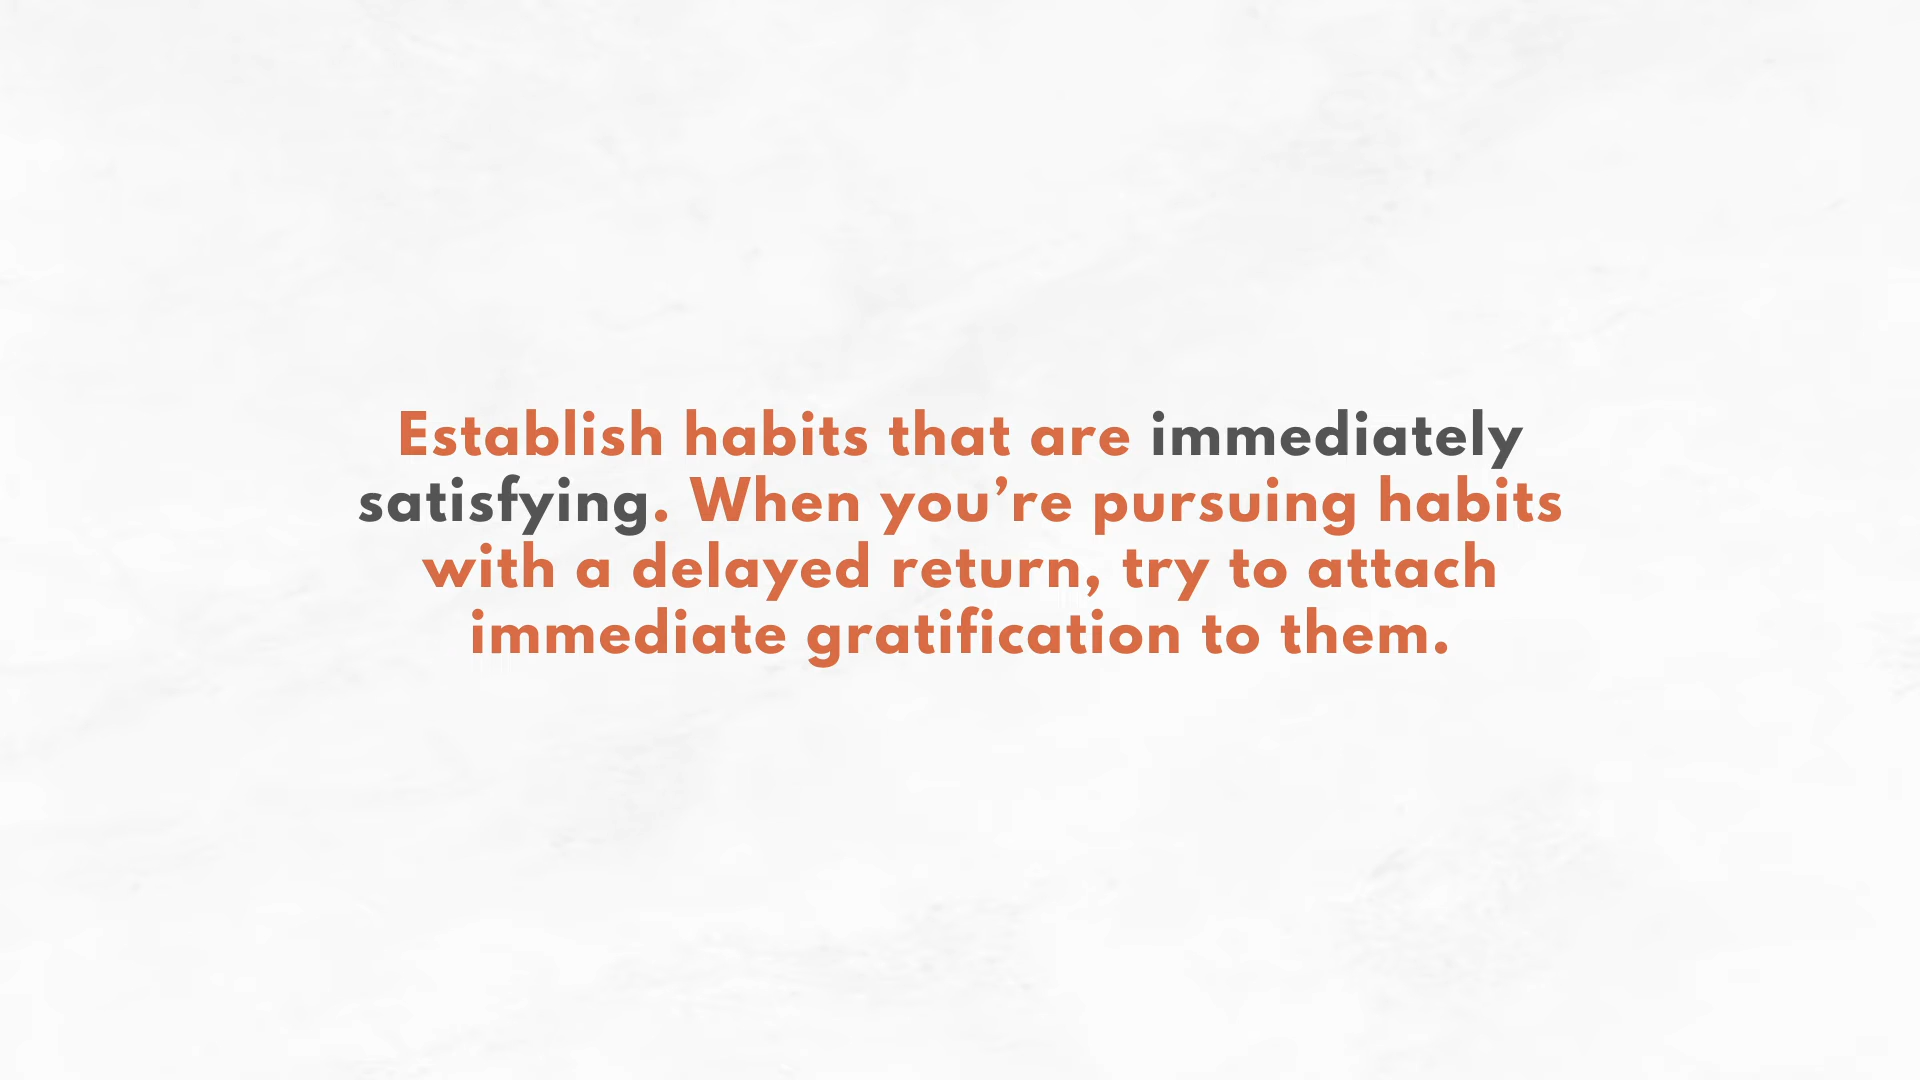 Establish habits that are immediately
satisfying. When you’re pursuing habits
with a delayed return, try to attach
immediate gratification to them.